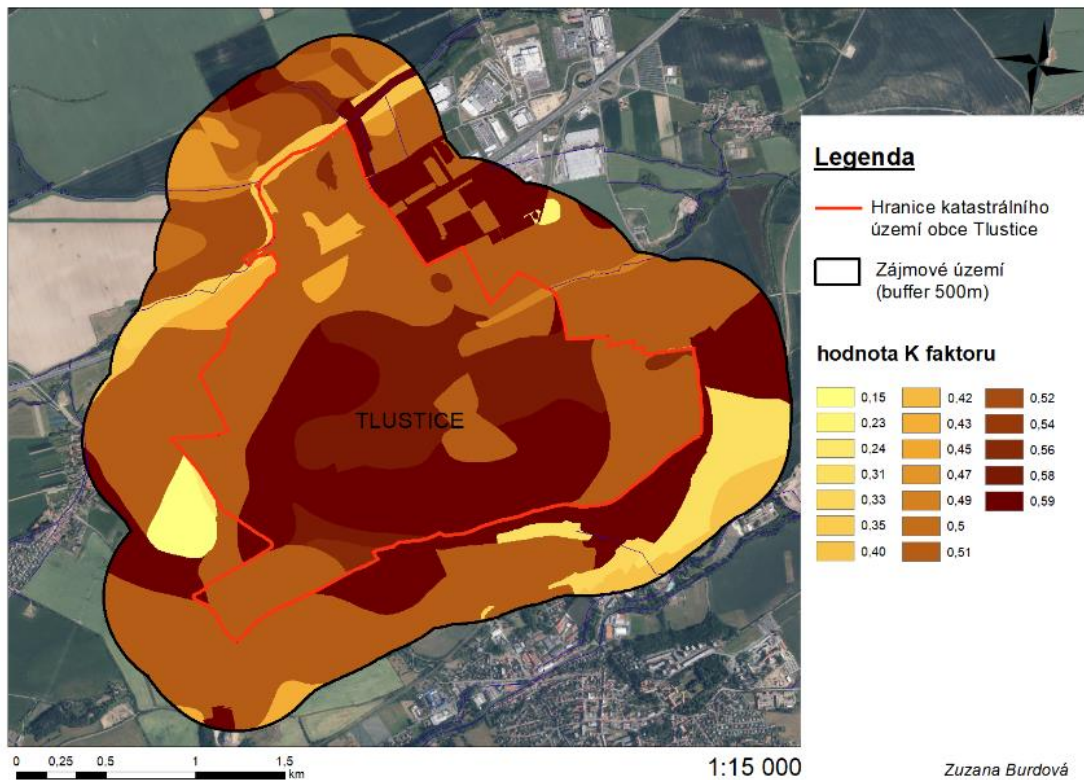 Legenda
Hranice katastrálního
území obce Tlustice
Zájmové území
(buffer 500m)
hodnota K faktoru
0,15 0,42 0,52
0,23 0,43 0,54
0,24 0,45 0,56
0,31 0,47 0,58
0,33 0,49 0,59
0,35 0,5
0,40 0,51
TLUSTICE
0 0,25 0,5 1 1,5
km
1:15 000
Zuzana Burdová